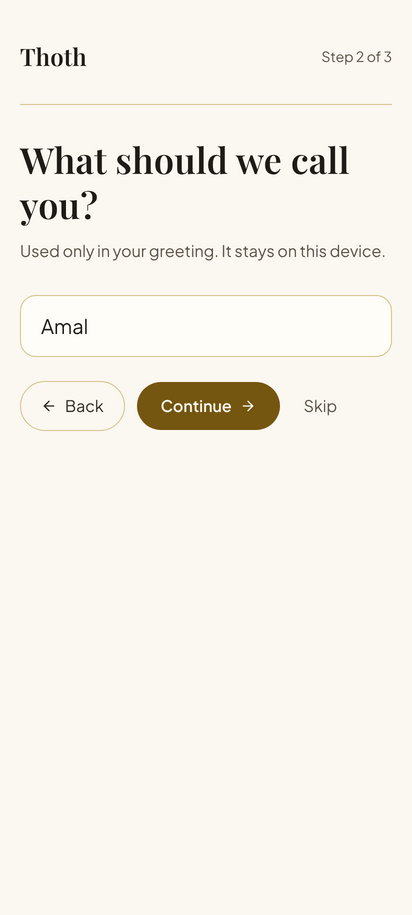 Thoth
Step 2 of 3
What should we call
you?
Used only in your greeting. It stays on this device.
Amal
← Back
Continue →
Skip